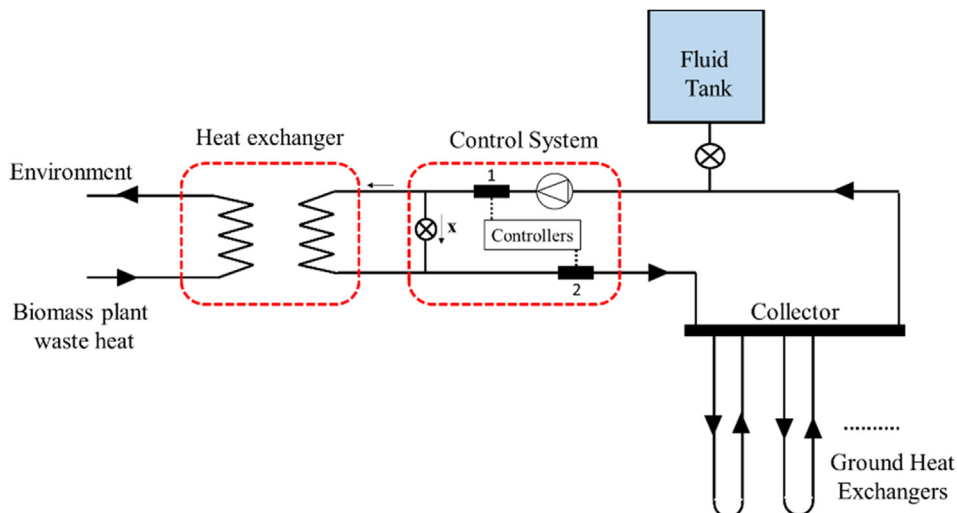 Fluid
Tank
Heat exchanger
Control System
Environment
1
x
Controllers
2
Biomass plant
waste heat
Collector
Ground Heat
Exchangers